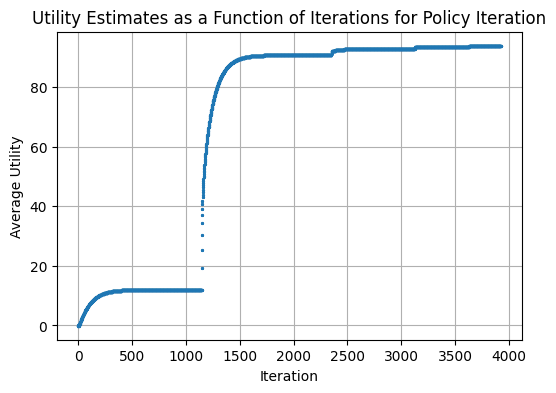 Utility Estimates as a Function of Iterations for Policy Iteration
Average Utility
80
60
40
20
0
0 500 1000 1500 2000 2500 3000 3500 4000
Iteration